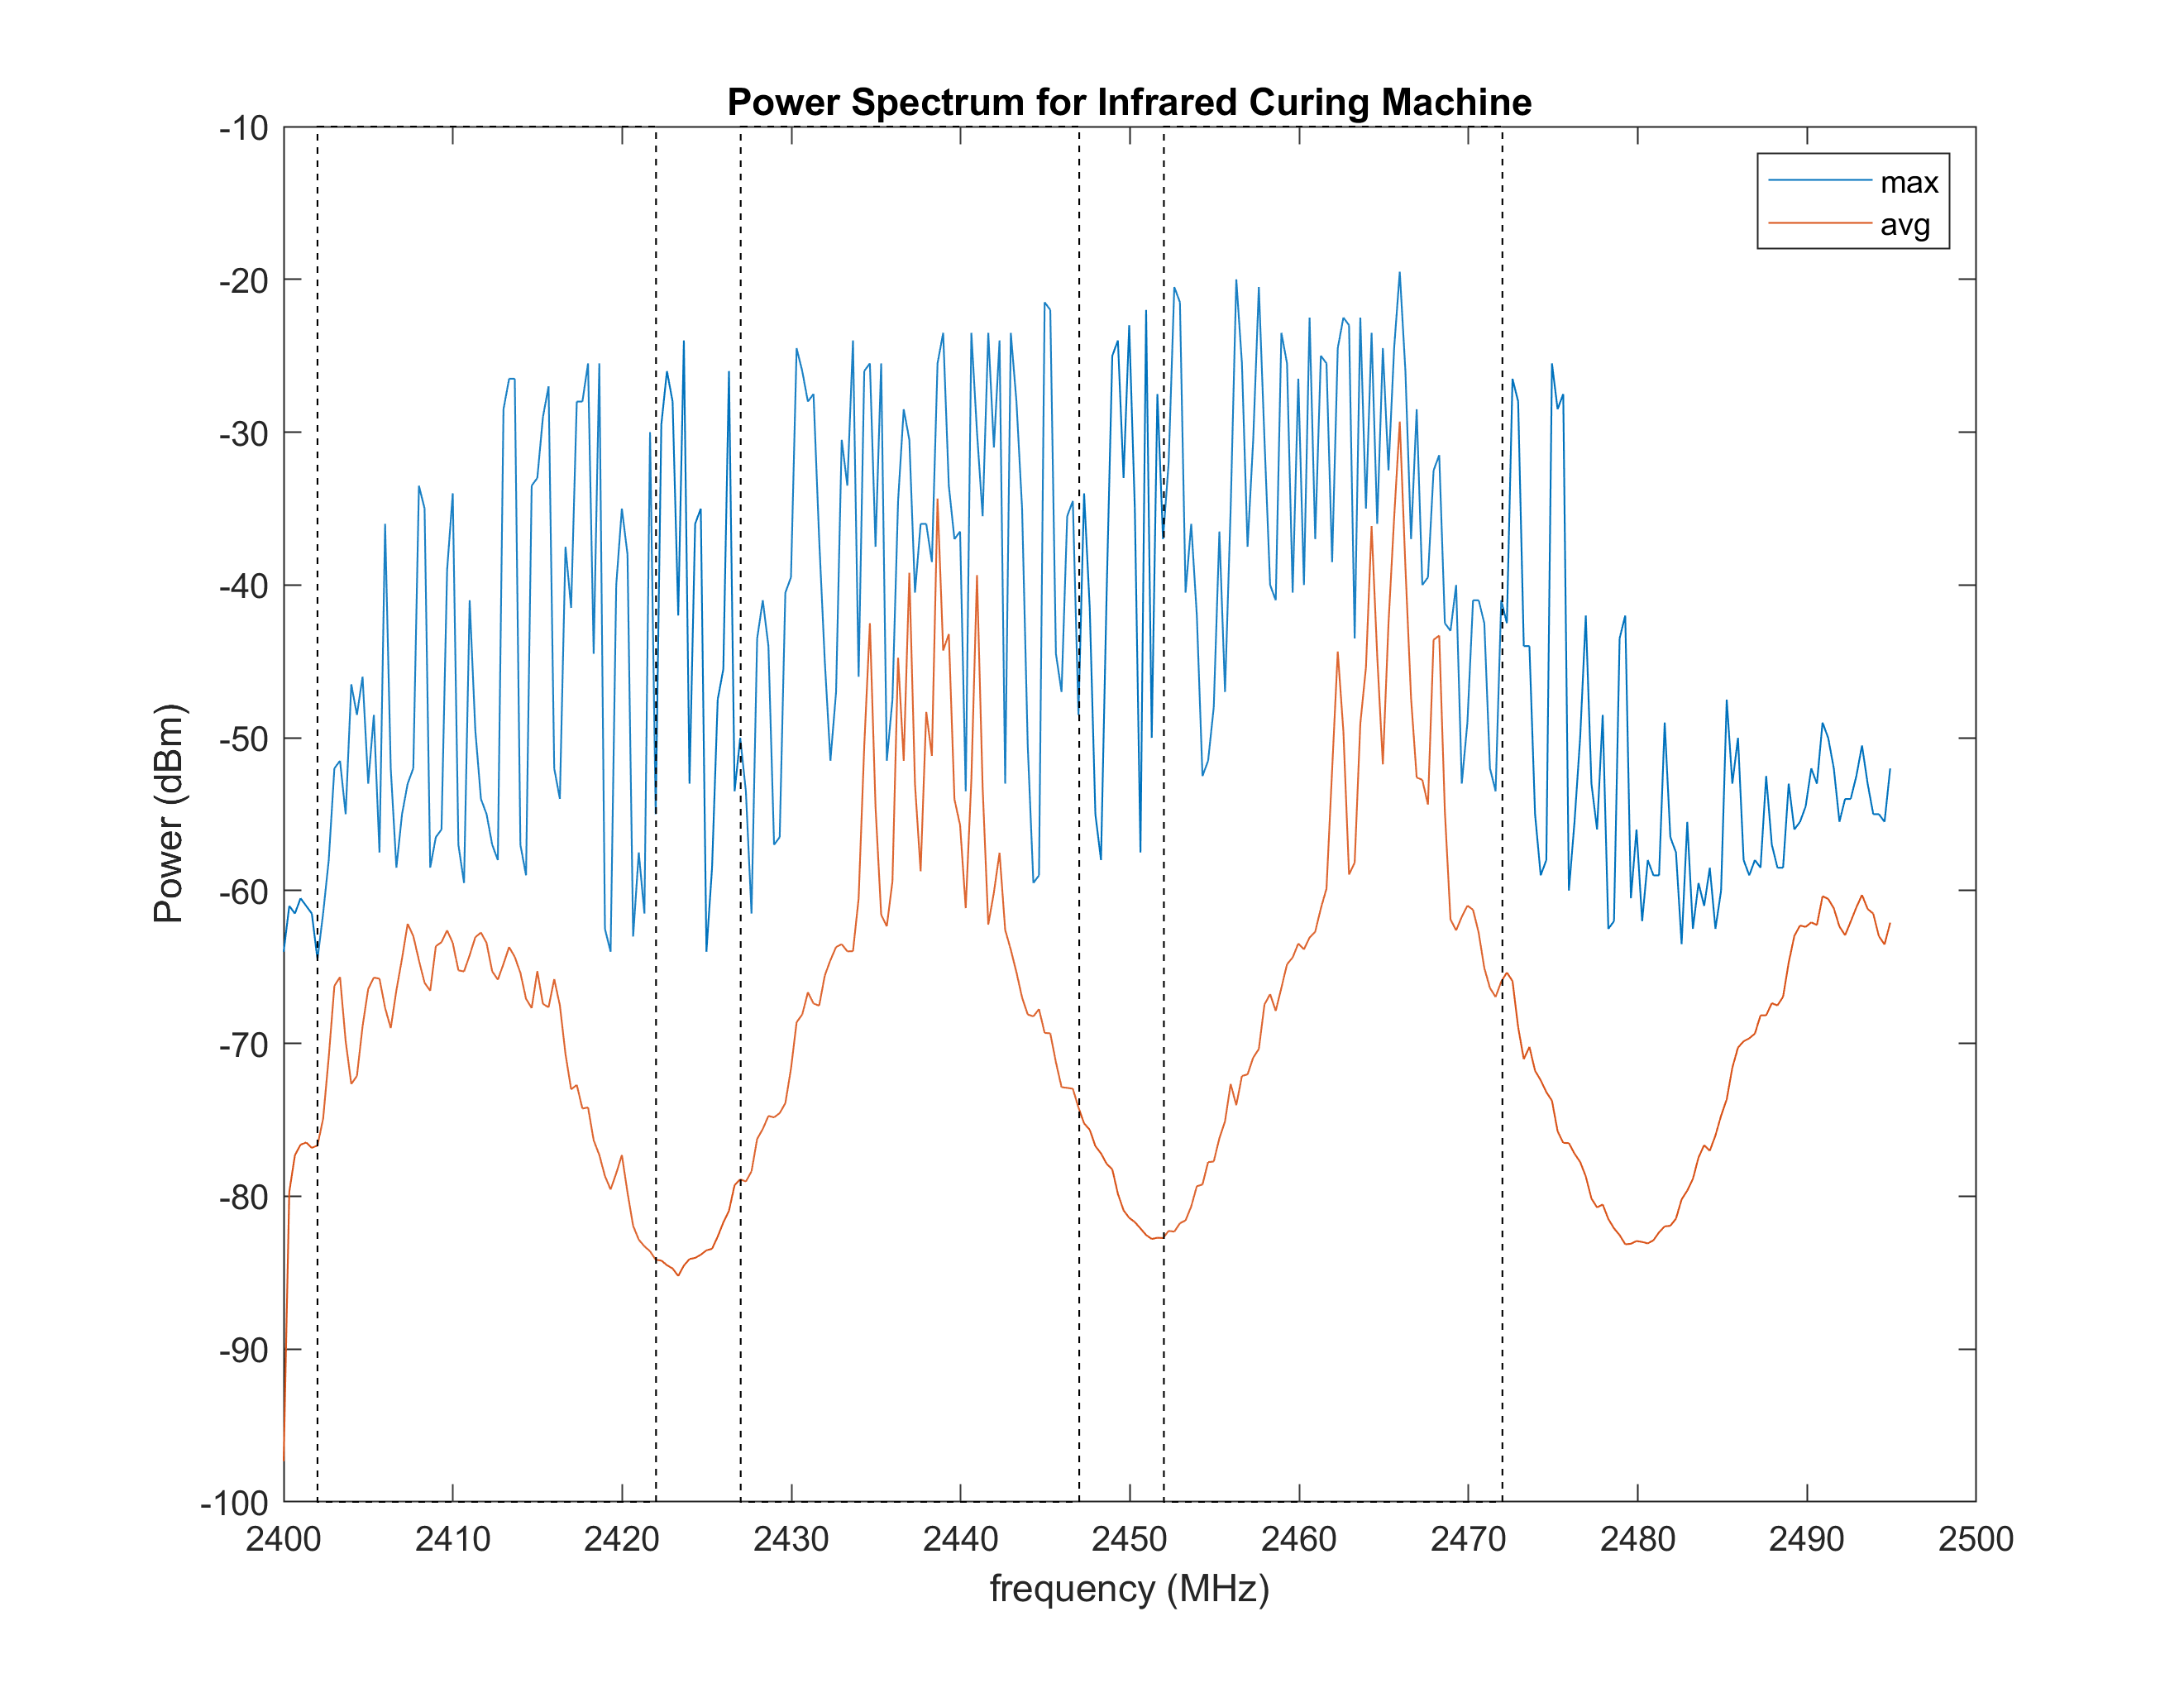 Power Spectrum for Infrared Curing Machine
max
avg
-10
-20
-30
-40
-50
-60
-70
-80
-90
-100
Power (dBm)
2400 2410 2420 2430 2440 2450 2460 2470 2480 2490 2500
frequency (MHz)